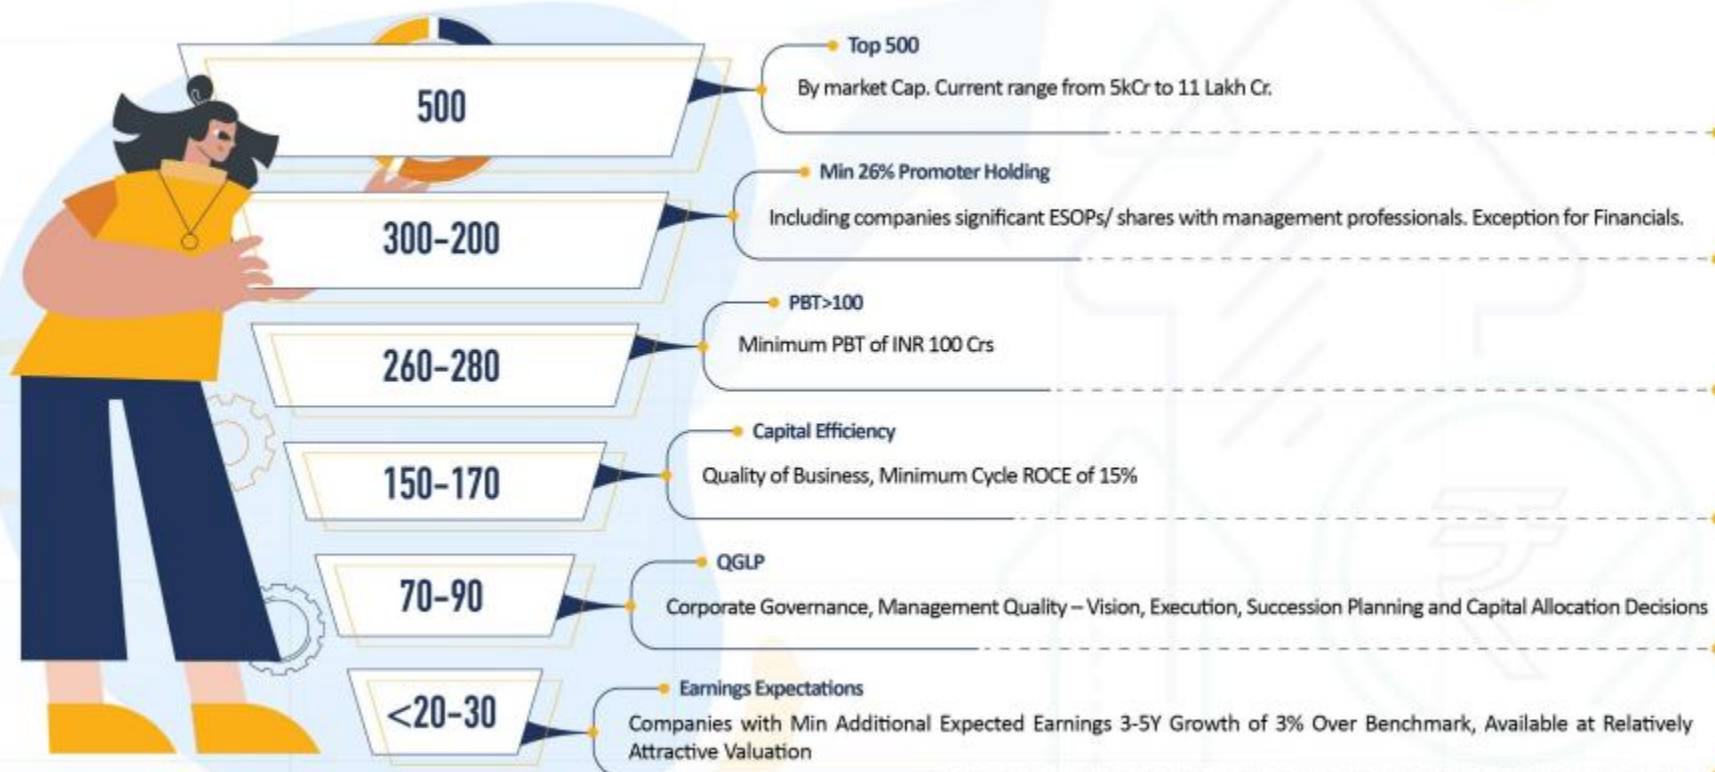 500
Top 500
By market Cap. Current range from 5kCr to 11 Lakh Cr.
300-200
Min 26% Promoter Holding
Including companies significant ESOPs/ shares with management professionals. Exception for Financials.
260-280
PBT>100
Minimum PBT of INR 100 Crs
150-170
Capital Efficiency
Quality of Business, Minimum Cycle ROCE of 15%
70-90
QGLP
Corporate Governance, Management Quality – Vision, Execution, Succession Planning and Capital Allocation Decisions
<20-30
Earnings Expectations
Companies with Min Additional Expected Earnings 3-5Y Growth of 3% Over Benchmark, Available at Relatively
Attractive Valuation